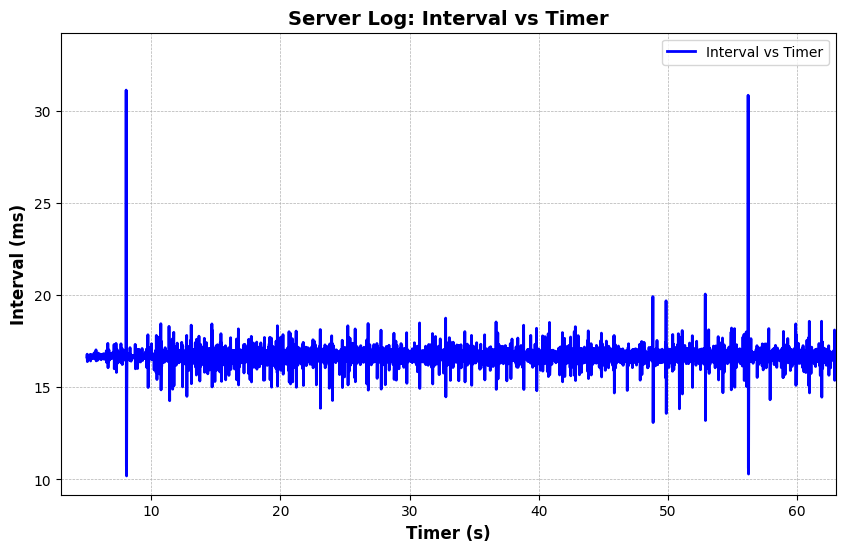 Server Log: Interval vs Timer
Interval vs Timer
30
25
20
15
10
Interval (ms)
10 20 30 40 50 60
Timer (s)